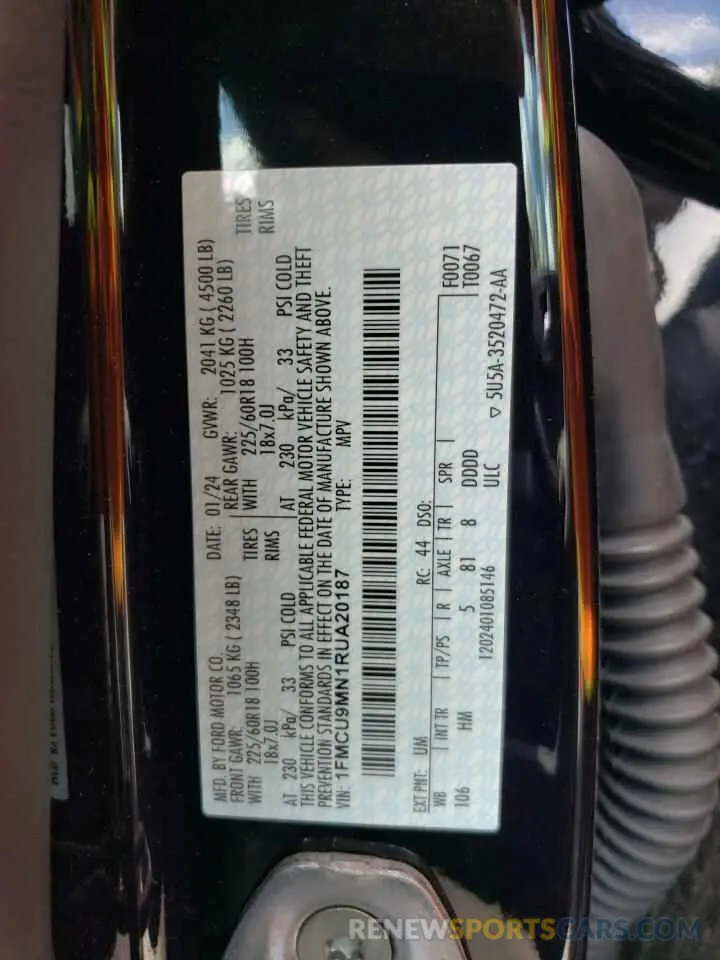 MFD. BY FORD MOTOR CO. DATE: 01/24 GVWR: 2041 KG ( 4500 LB)
FRONT GAWR: 1065 KG ( 2348 LB) REAR GAWR: 1025 KG ( 2260 LB)
WITH 225/60R18 100H TIRES WITH 225/60R18 100H TIRES
18x7.0J RIMS 18x7.0J RIMS
AT 230 kPa/ 33 PSI COLD AT 230 kPa/ 33 PSI COLD
THIS VEHICLE CONFORMS TO ALL APPLICABLE FEDERAL MOTOR VEHICLE SAFETY AND THEFT
PREVENTION STANDARDS IN EFFECT ON THE DATE OF MANUFACTURE SHOWN ABOVE.
VIN: 1FMCU9MN1RUA20187 TYPE: MPV
EXT PNT: UM RC: 44 DSO: F0071
WB INT TR TP/PS R AXLE TR SPR T0067
106 HM 5 81 8 DDDD
1202401085146 ULC ▽ 5U5A-3520472-AA
RENEWSPORTSCARS.COM